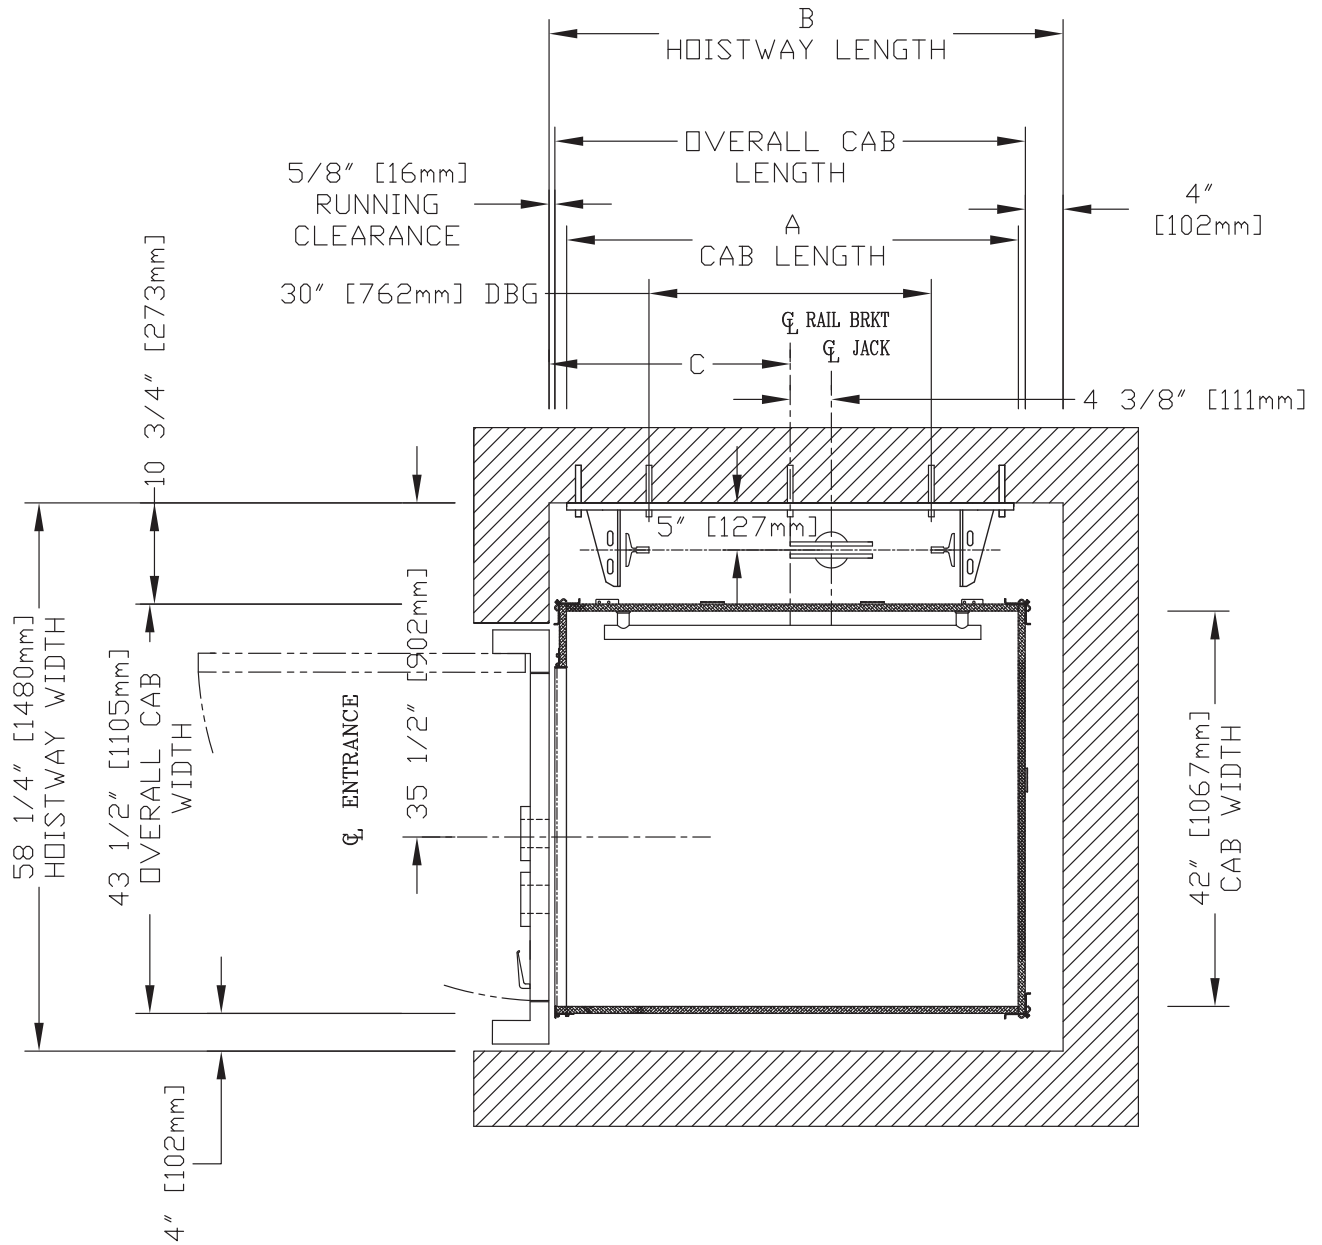 B
HOISTWAY LENGTH
OVERALL CAB
LENGTH
5/8" [16mm]
RUNNING
CLEARANCE
4"
[102mm]
A
CAB LENGTH
30" [762mm] DBG
℄ RAIL BRKT
℄ JACK
C
4 3/8" [111mm]
10 3/4" [273mm]
5" [127mm]
58 1/4" [1480mm]
HOISTWAY WIDTH
43 1/2" [1105mm]
OVERALL CAB
WIDTH
℄ ENTRANCE
35 1/2" [902mm]
42" [1067mm]
CAB WIDTH
4" [102mm]